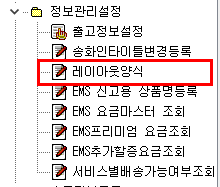 정보관리설정
출고정보설정
송화인타이틀변경등록
레이아웃양식
EMS 신고용 상품명등록
EMS 요금마스터 조회
EMS프리미엄 요금조회
EMS추가할증요금조회
서비스별배송가능여부조회